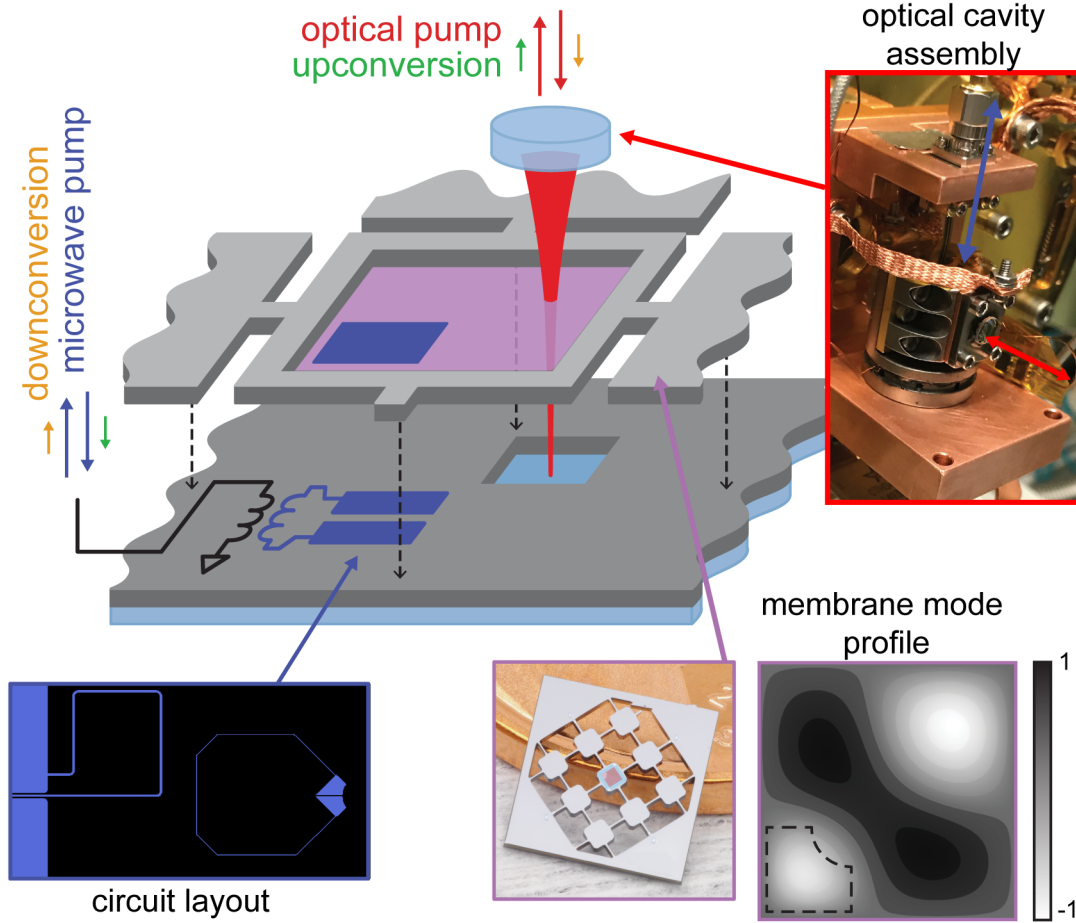 optical pump
upconversion
optical cavity
assembly
downconversion
microwave pump
membrane mode
profile
1
-1
circuit layout